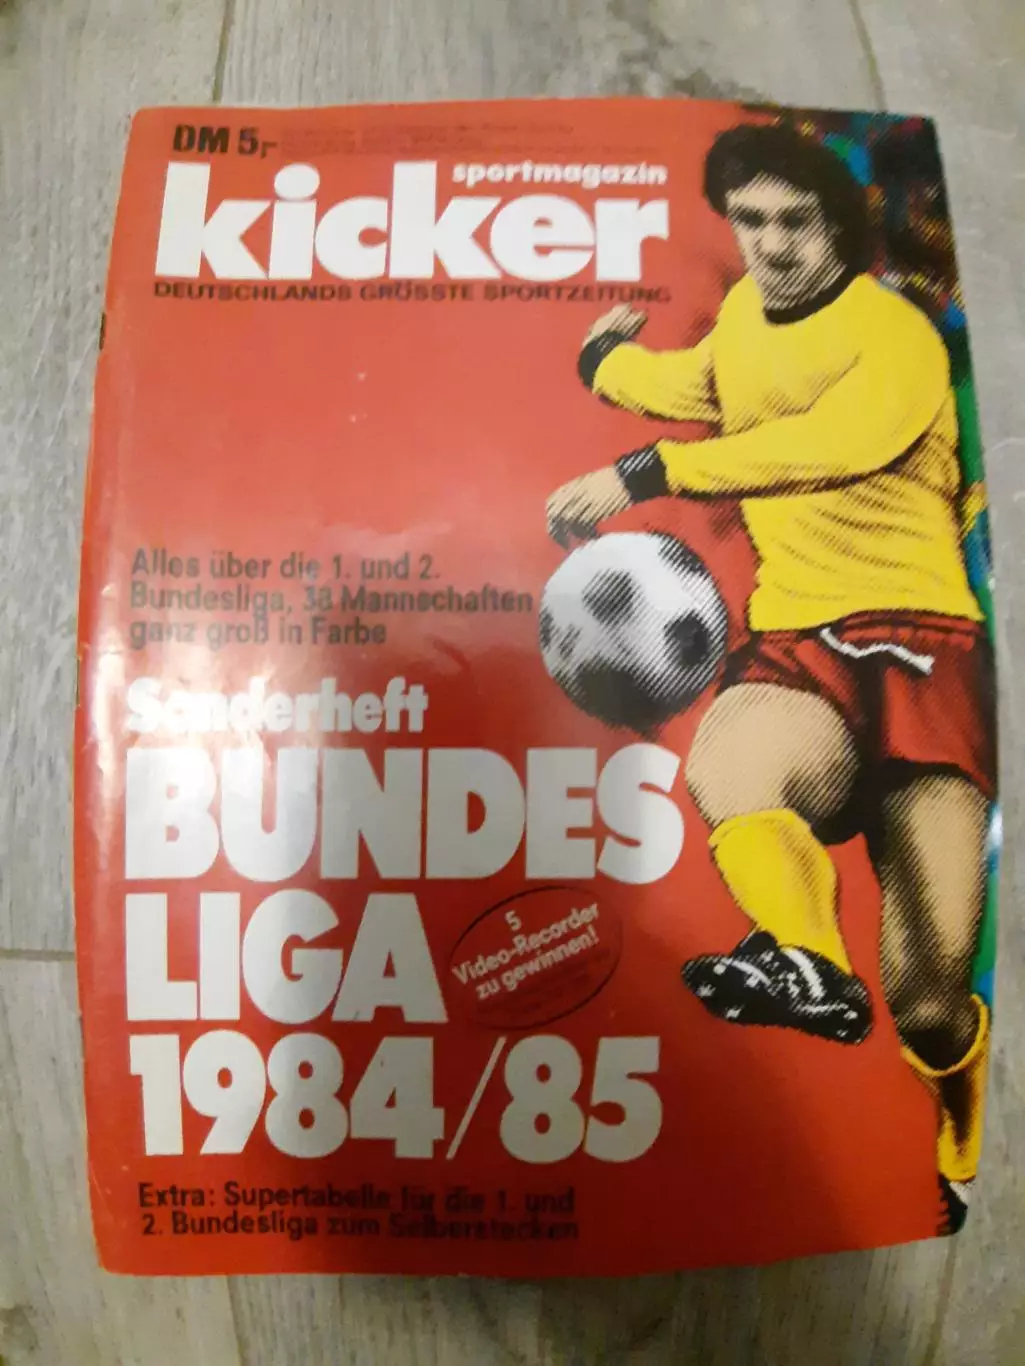 DM 5,-
sportmagazin
kicker
DEUTSCHLANDS GRÖSSTE SPORTZEITUNG
Alles über die 1. und 2.
Bundesliga, 38 Mannschaften
ganz groß in Farbe
Sonderheft
BUNDES
LIGA
1984/85
5
Video-Recorder
zu gewinnen!
Extra: Supertabelle für die 1. und
2. Bundesliga zum Selberstecken